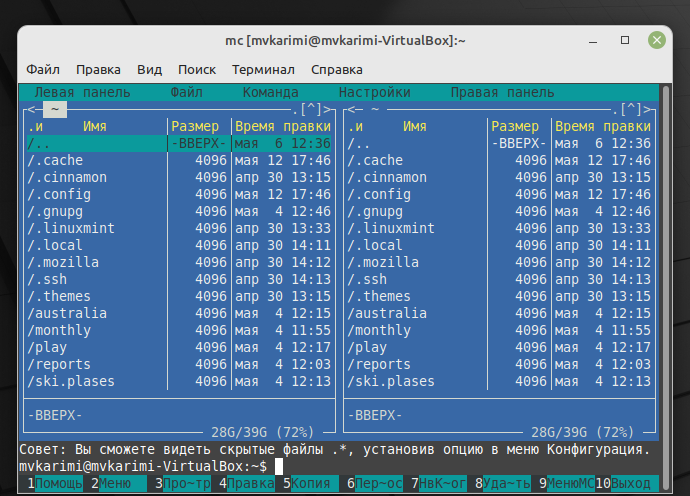 mc [mvkarimi@mvkarimi-VirtualBox]:~
Файл Правка Вид Поиск Терминал Справка
Левая панель Файл Команда Настройки Правая панель
<─ ~ .[^]> <─ ~ .[^]>
.и Имя Размер Время правки .и Имя Размер Время правки
/.. -ВВЕРХ- мая 6 12:36 /.. -ВВЕРХ- мая 6 12:36
/.cache 4096 мая 12 17:46 /.cache 4096 мая 12 17:46
/.cinnamon 4096 апр 30 13:15 /.cinnamon 4096 апр 30 13:15
/.config 4096 мая 12 17:46 /.config 4096 мая 12 17:46
/.gnupg 4096 мая 4 12:46 /.gnupg 4096 мая 4 12:46
/.linuxmint 4096 апр 30 13:33 /.linuxmint 4096 апр 30 13:33
/.local 4096 апр 30 14:11 /.local 4096 апр 30 14:11
/.mozilla 4096 апр 30 14:12 /.mozilla 4096 апр 30 14:12
/.ssh 4096 апр 30 14:13 /.ssh 4096 апр 30 14:13
/.themes 4096 апр 30 13:15 /.themes 4096 апр 30 13:15
/australia 4096 мая 4 12:15 /australia 4096 мая 4 12:15
/monthly 4096 мая 4 11:55 /monthly 4096 мая 4 11:55
/play 4096 мая 4 12:17 /play 4096 мая 4 12:17
/reports 4096 мая 4 12:03 /reports 4096 мая 4 12:03
/ski.plases 4096 мая 4 12:13 /ski.plases 4096 мая 4 12:13
-ВВЕРХ- -ВВЕРХ-
28G/39G (72%) 28G/39G (72%)
Совет: Вы сможете видеть скрытые файлы .*, установив опцию в меню Конфигурация.
mvkarimi@mvkarimi-VirtualBox:~$
1Помощь 2Меню 3Про~тр 4Правка 5Копия 6Пер~ос 7НвК~ог 8Уда~ть 9МенюMC 10Выход